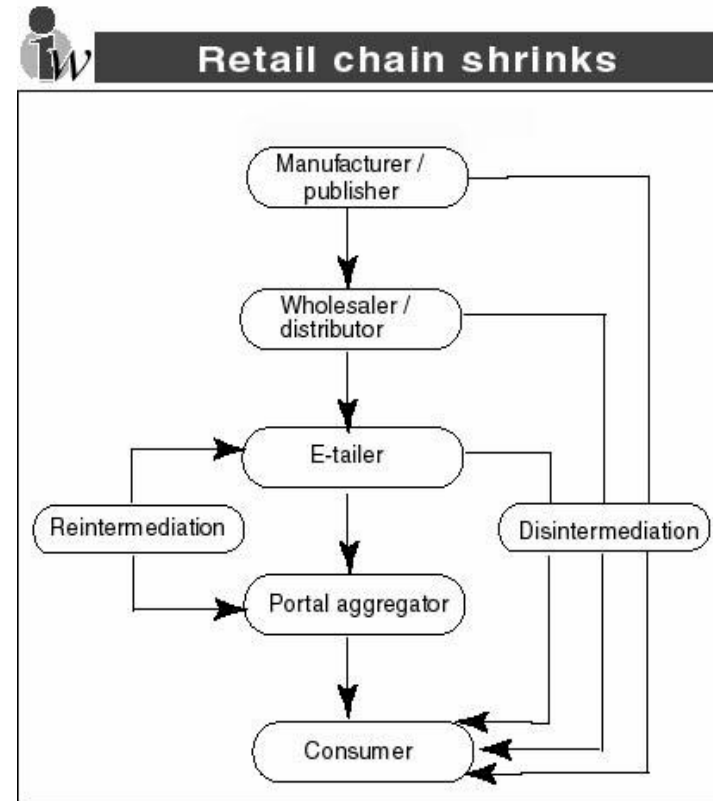 iw
Retail chain shrinks
Manufacturer /
publisher
Wholesaler /
distributor
E-tailer
Reintermediation
Disintermediation
Portal aggregator
Consumer